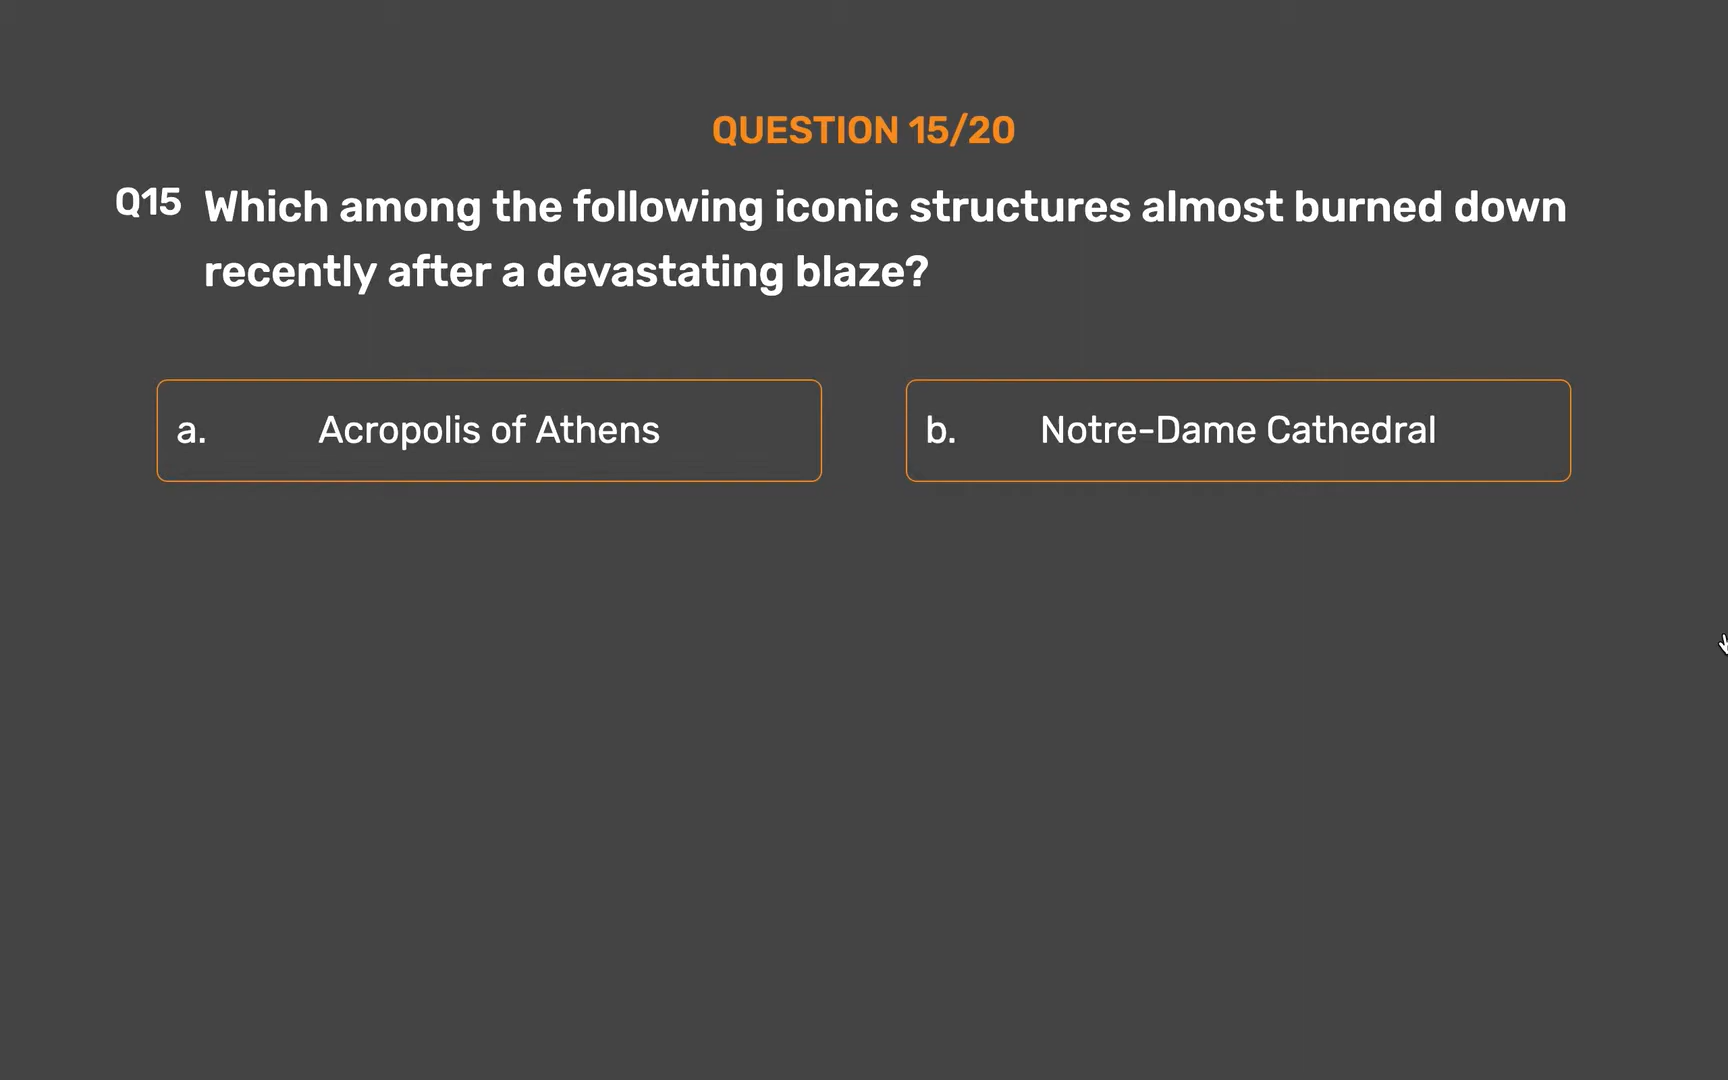 QUESTION 15/20
Q15 Which among the following iconic structures almost burned down
recently after a devastating blaze?
a. Acropolis of Athens
b. Notre-Dame Cathedral